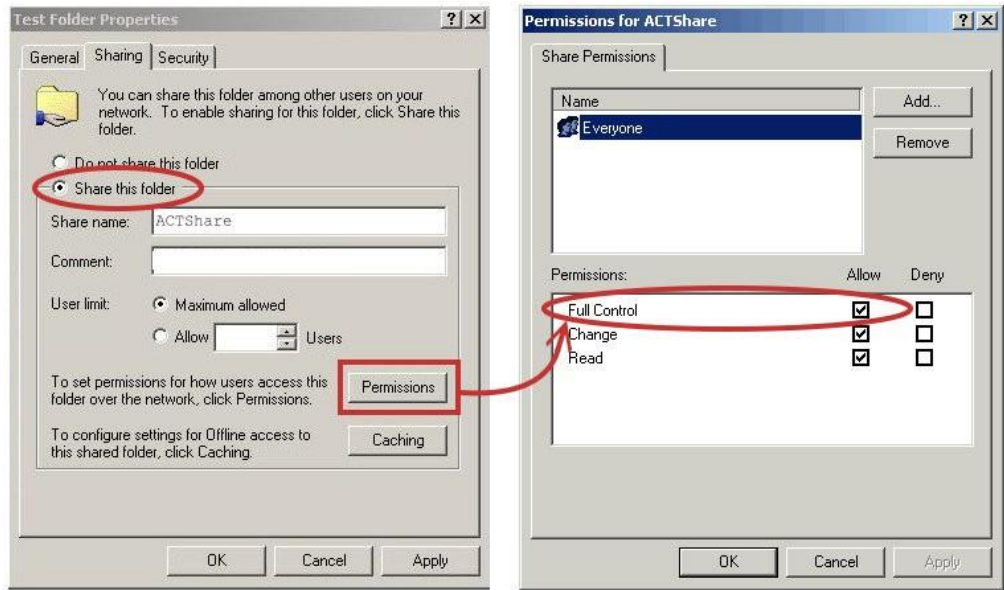 Test Folder Properties
General Sharing Security
You can share this folder among other users on your
network. To enable sharing for this folder, click Share this
folder.
Do not share this folder
Share this folder
Share name: ACTShare
Comment:
User limit: Maximum allowed
Allow Users
To set permissions for how users access this
folder over the network, click Permissions.
Permissions
To configure settings for Offline access to
this shared folder, click Caching.
Caching
OK Cancel Apply
Permissions for ACTShare
Share Permissions
Name
Everyone
Add...
Remove
Permissions: Allow Deny
Full Control
Change
Read
OK Cancel Apply